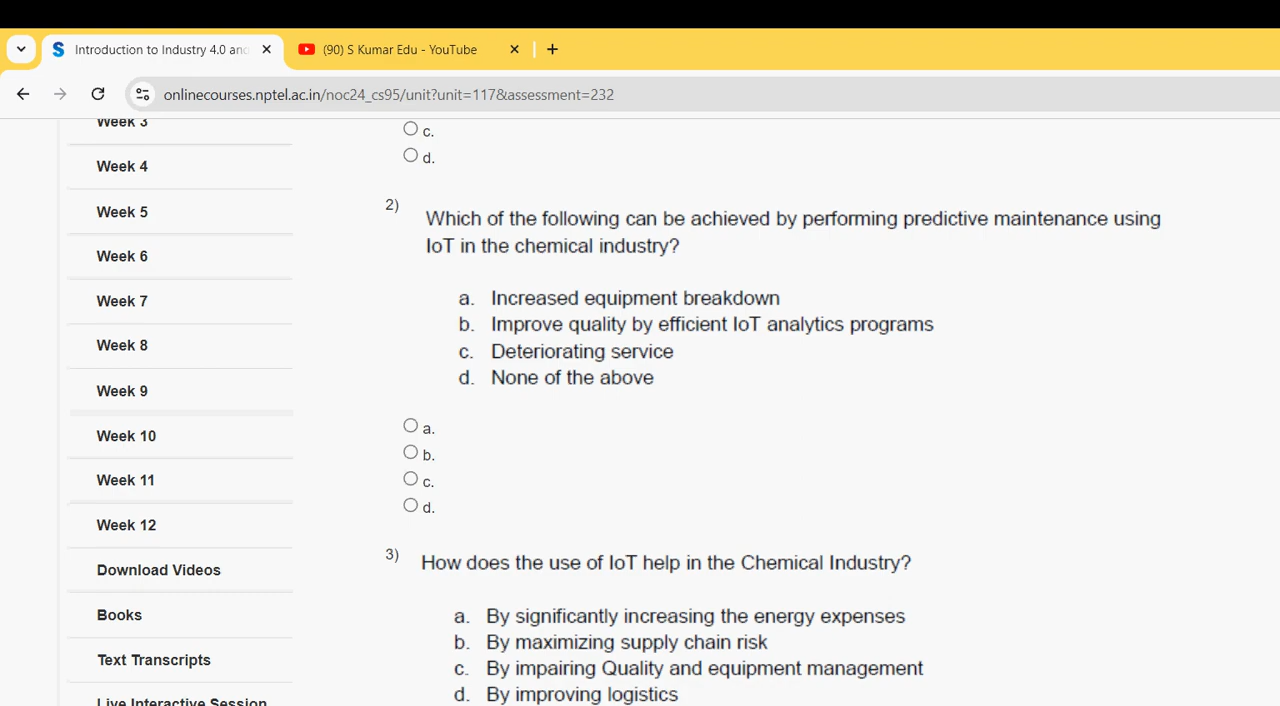 Introduction to Industry 4.0 and
(90) S Kumar Edu - YouTube
onlinecourses.nptel.ac.in/noc24_cs95/unit?unit=117&assessment=232
Week 3
Week 4
Week 5
Week 6
Week 7
Week 8
Week 9
Week 10
Week 11
Week 12
Download Videos
Books
Text Transcripts
Live Interactive Session
c.
d.
2)
Which of the following can be achieved by performing predictive maintenance using
IoT in the chemical industry?
a. Increased equipment breakdown
b. Improve quality by efficient IoT analytics programs
c. Deteriorating service
d. None of the above
a.
b.
c.
d.
3)
How does the use of IoT help in the Chemical Industry?
a. By significantly increasing the energy expenses
b. By maximizing supply chain risk
c. By impairing Quality and equipment management
d. By improving logistics